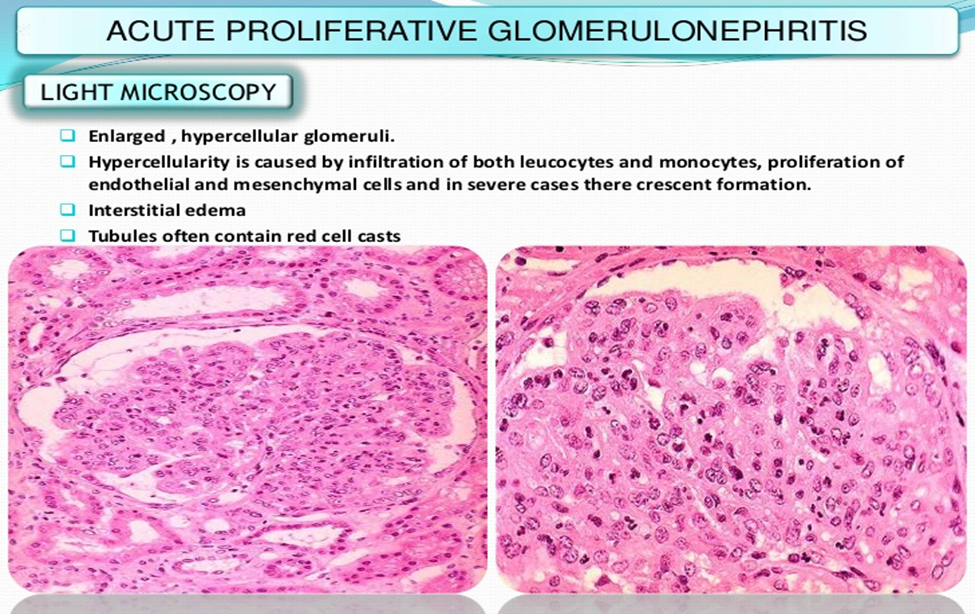 ACUTE PROLIFERATIVE GLOMERULONEPHRITIS
LIGHT MICROSCOPY
Enlarged , hypercellular glomeruli.
Hypercellularity is caused by infiltration of both leucocytes and monocytes, proliferation of
endothelial and mesenchymal cells and in severe cases there crescent formation.
Interstitial edema
Tubules often contain red cell casts